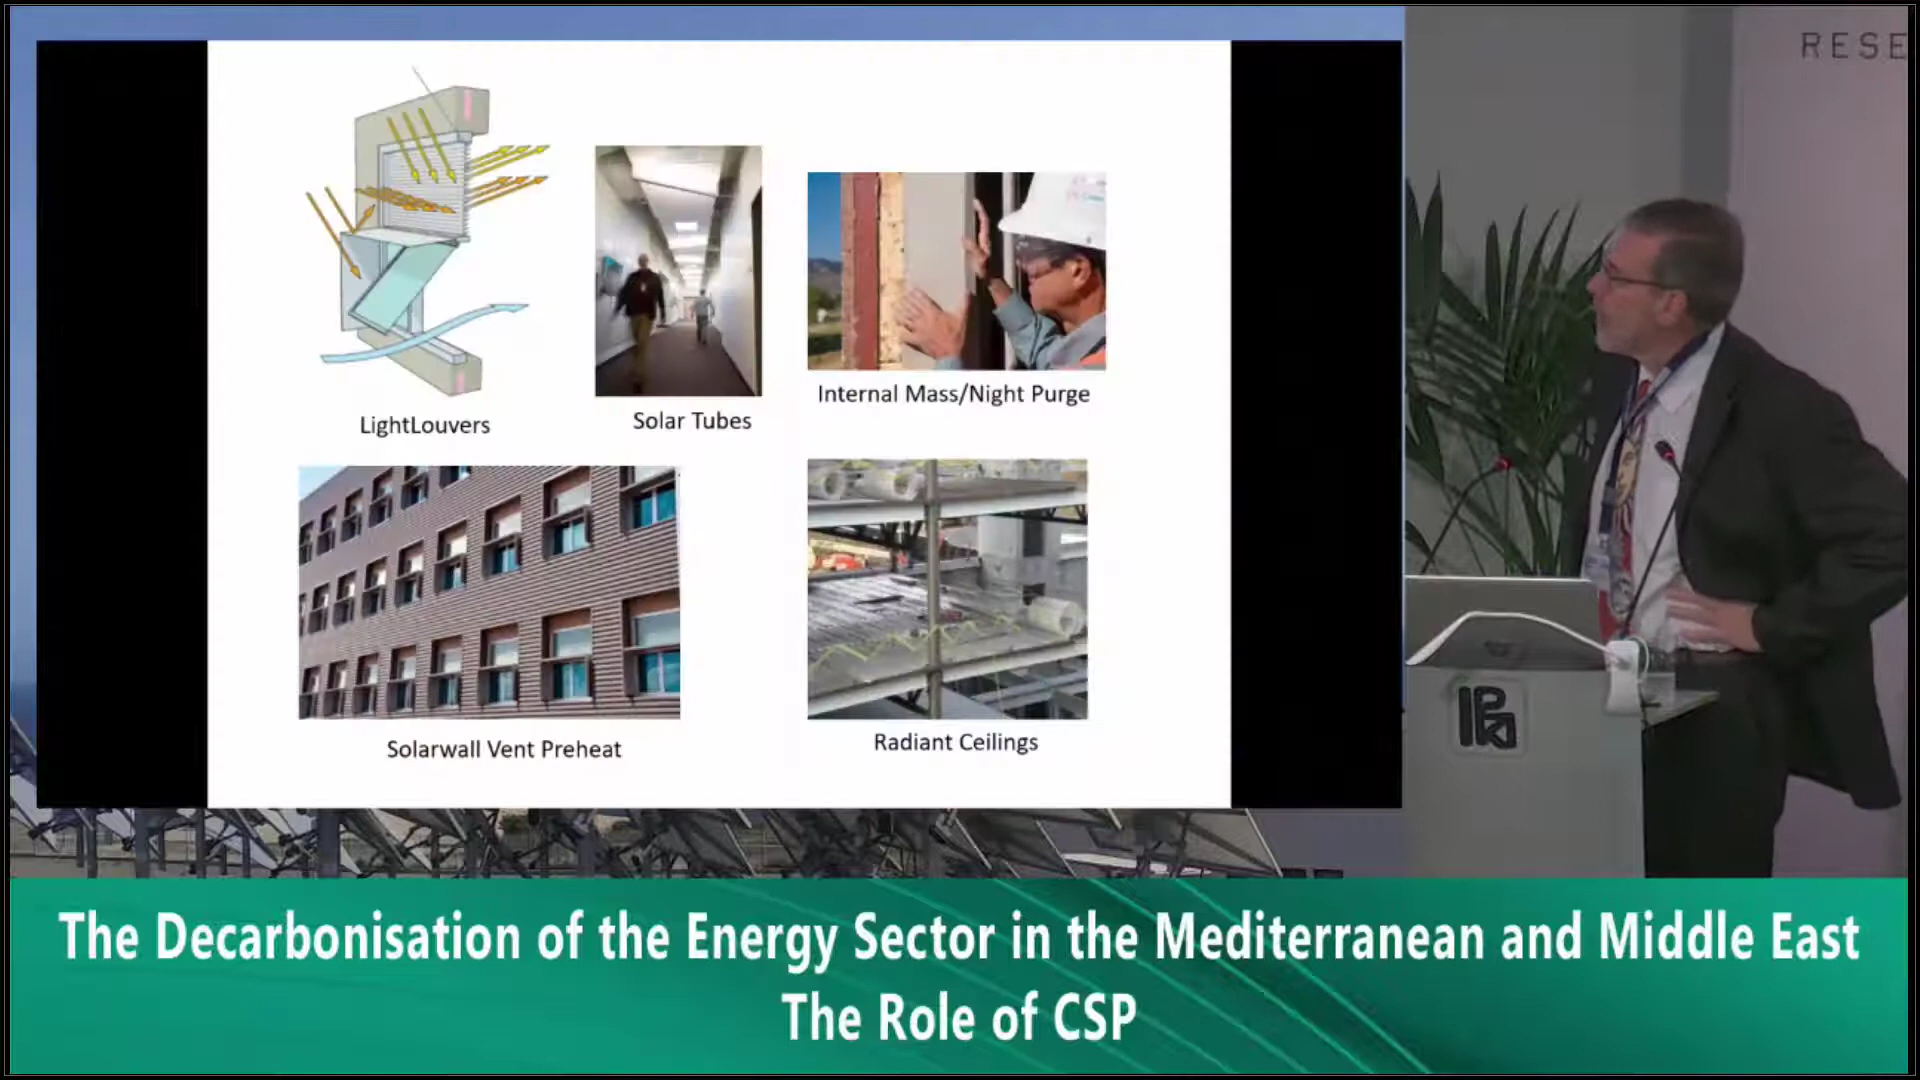 RESE
LightLouvers
Solar Tubes
Internal Mass/Night Purge
Solarwall Vent Preheat
Radiant Ceilings
The Decarbonisation of the Energy Sector in the Mediterranean and Middle East
The Role of CSP